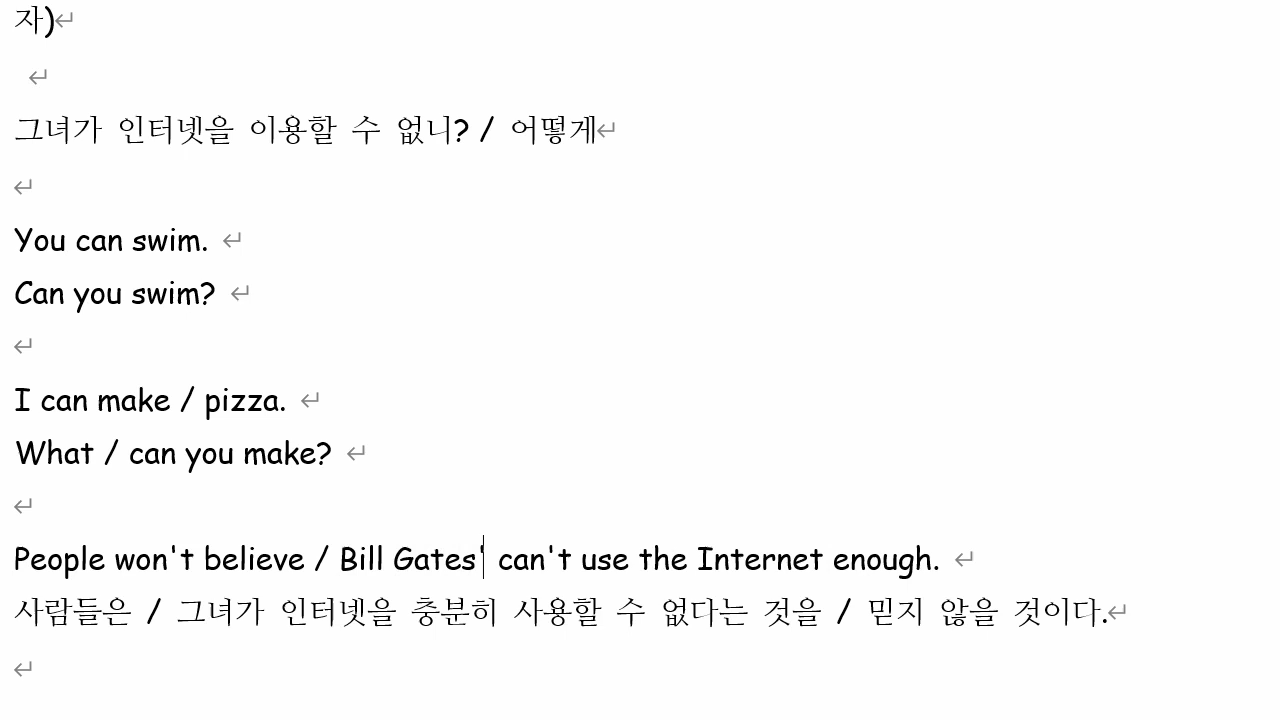 자)
그녀가 인터넷을 이용할 수 없니? / 어떻게
You can swim.
Can you swim?
I can make / pizza.
What / can you make?
People won't believe / Bill Gates' can't use the Internet enough.
사람들은 / 그녀가 인터넷을 충분히 사용할 수 없다는 것을 / 믿지 않을 것이다.